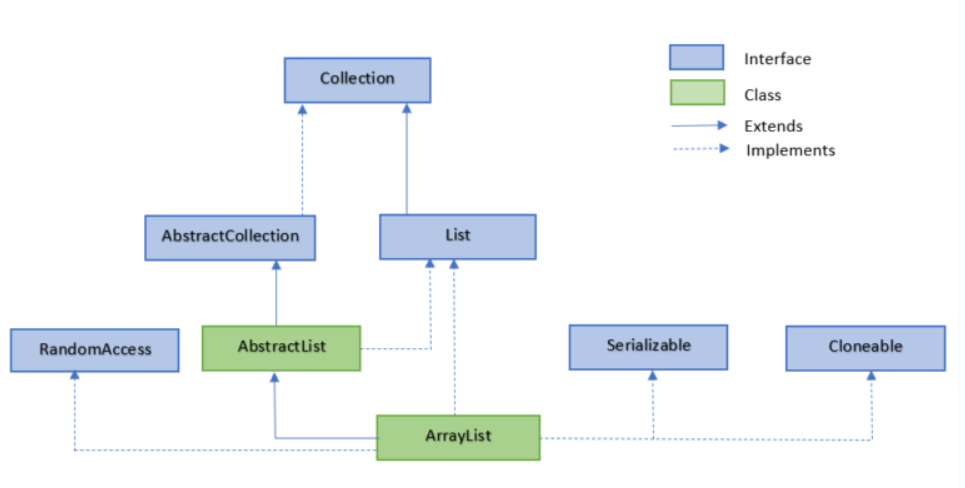 Collection
Interface
Class
Extends
Implements
AbstractCollection
List
RandomAccess
AbstractList
Serializable
Cloneable
ArrayList